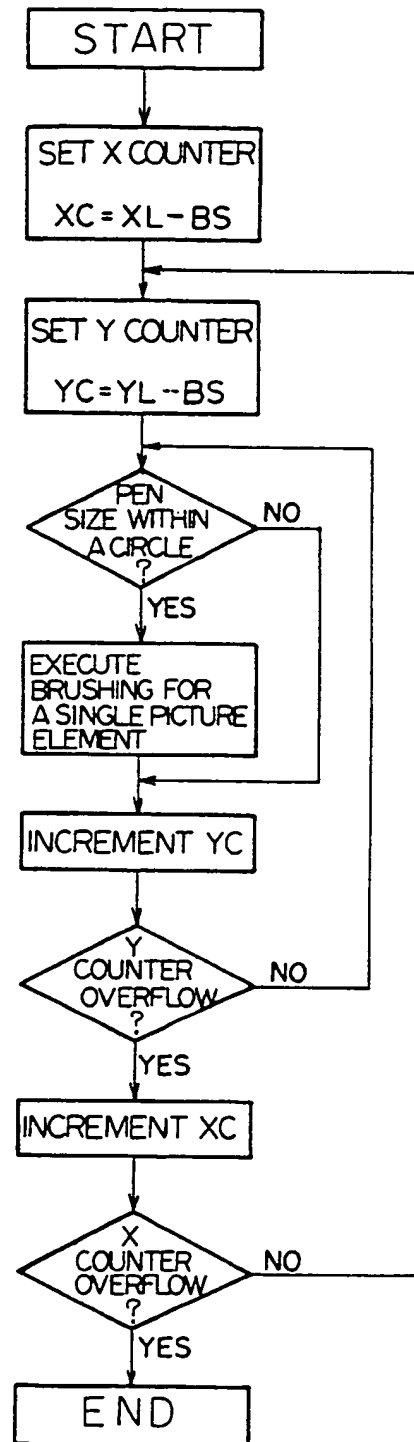 START
SET X COUNTER
XC=XL-BS
SET Y COUNTER
YC=YL-BS
PEN
SIZE WITHIN
A CIRCLE
?
NO
YES
EXECUTE
BRUSHING FOR
A SINGLE PICTURE
ELEMENT
INCREMENT YC
Y
COUNTER
OVERFLOW
?
NO
YES
INCREMENT XC
X
COUNTER
OVERFLOW
?
NO
YES
END